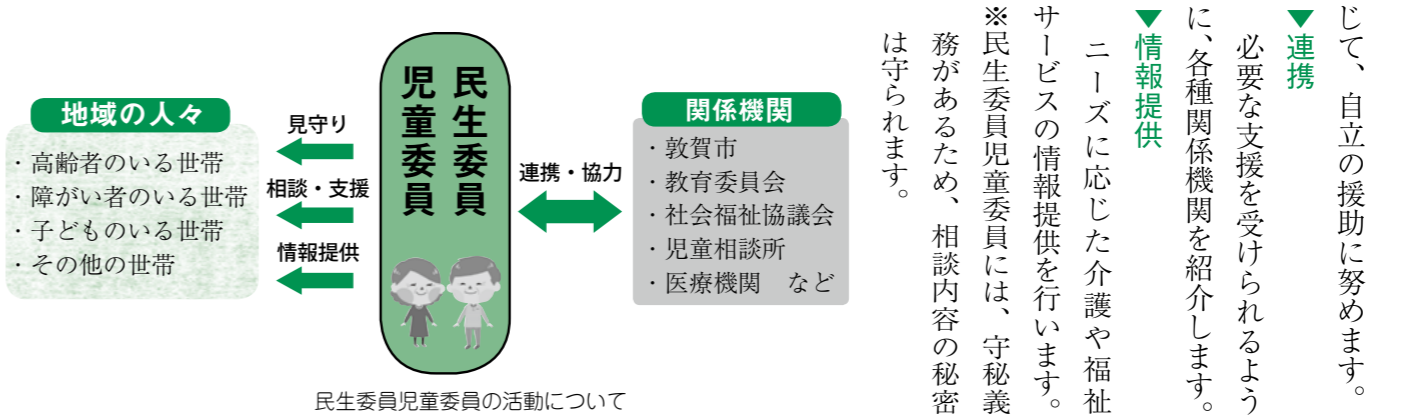 じて、自立の援助に努めます。
▼連携
必要な支援を受けられるよう
に、各種関係機関を紹介します。
▼情報提供
ニーズに応じた介護や福祉
サービスの情報提供を行います。
※民生委員児童委員には、守秘義
務があるため、相談内容の秘密
は守られます。
関係機関
・敦賀市
・教育委員会
・社会福祉協議会
・児童相談所
・医療機関　など
連携・協力
民生委員
児童委員
見守り
相談・支援
情報提供
地域の人々
・高齢者のいる世帯
・障がい者のいる世帯
・子どものいる世帯
・その他の世帯
民生委員児童委員の活動について